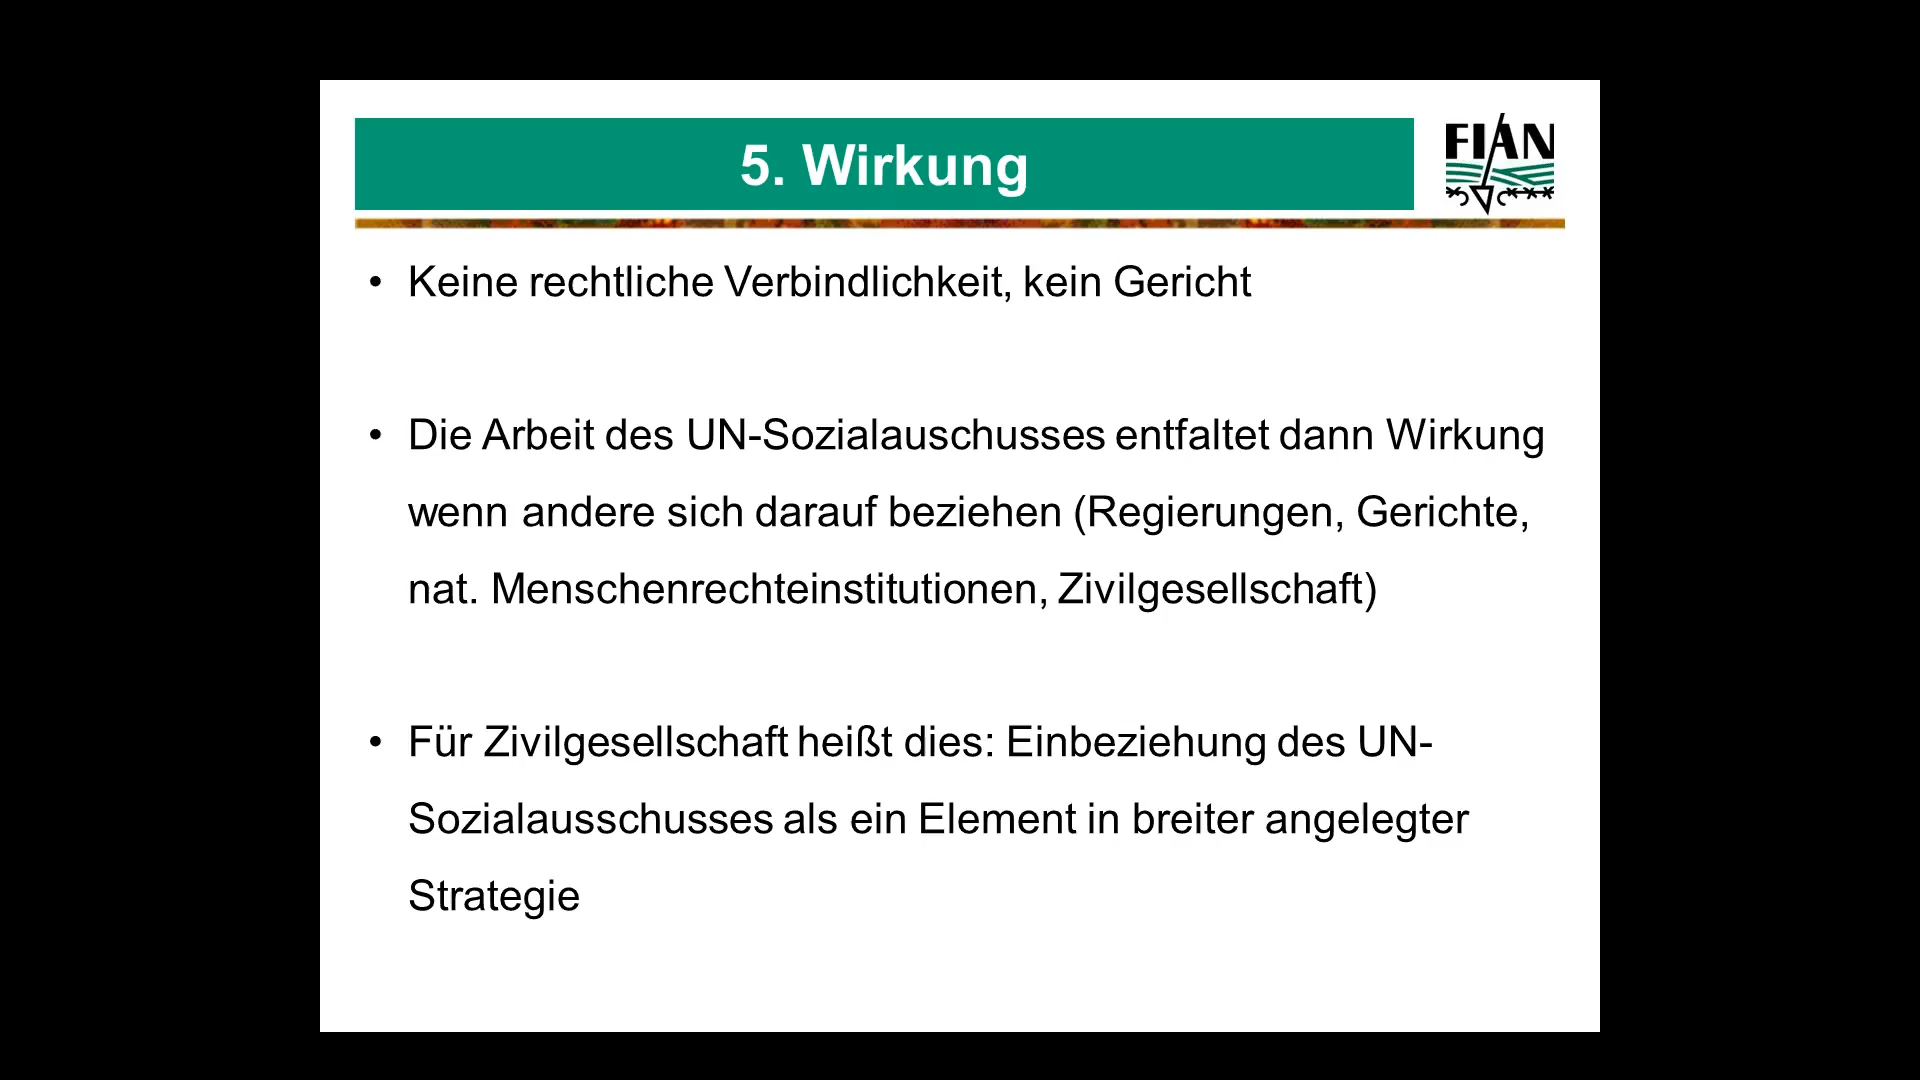 5. Wirkung
FIAN
• Keine rechtliche Verbindlichkeit, kein Gericht
• Die Arbeit des UN-Sozialauschusses entfaltet dann Wirkung
wenn andere sich darauf beziehen (Regierungen, Gerichte,
nat. Menschenrechteinstitutionen, Zivilgesellschaft)
• Für Zivilgesellschaft heißt dies: Einbeziehung des UN-
Sozialausschusses als ein Element in breiter angelegter
Strategie